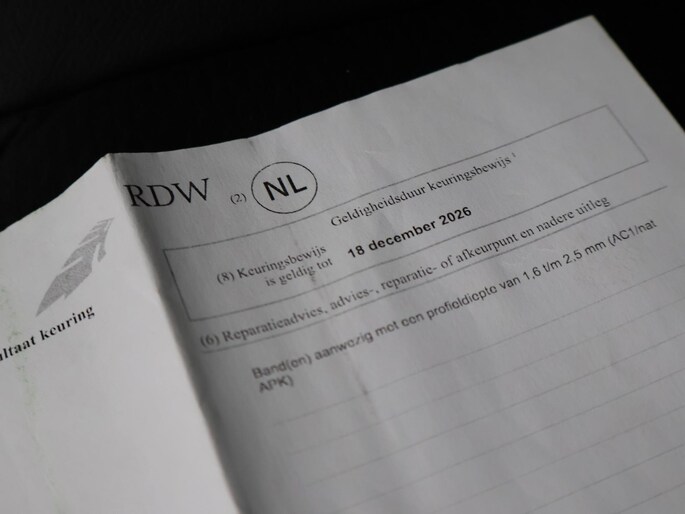 RDW (2) NL
Geldigheidsduur keuringsbewijs ¹
(8) Keuringsbewijs
is geldig tot
18 december 2026
(6) Reparatieadvies, advies-, reparatie- of afkeurpunt en nadere uitleg
Band(en) aanwezig met een profieldiepte van 1,6 t/m 2,5 mm (AC1/nat
APK)
ltaat keuring